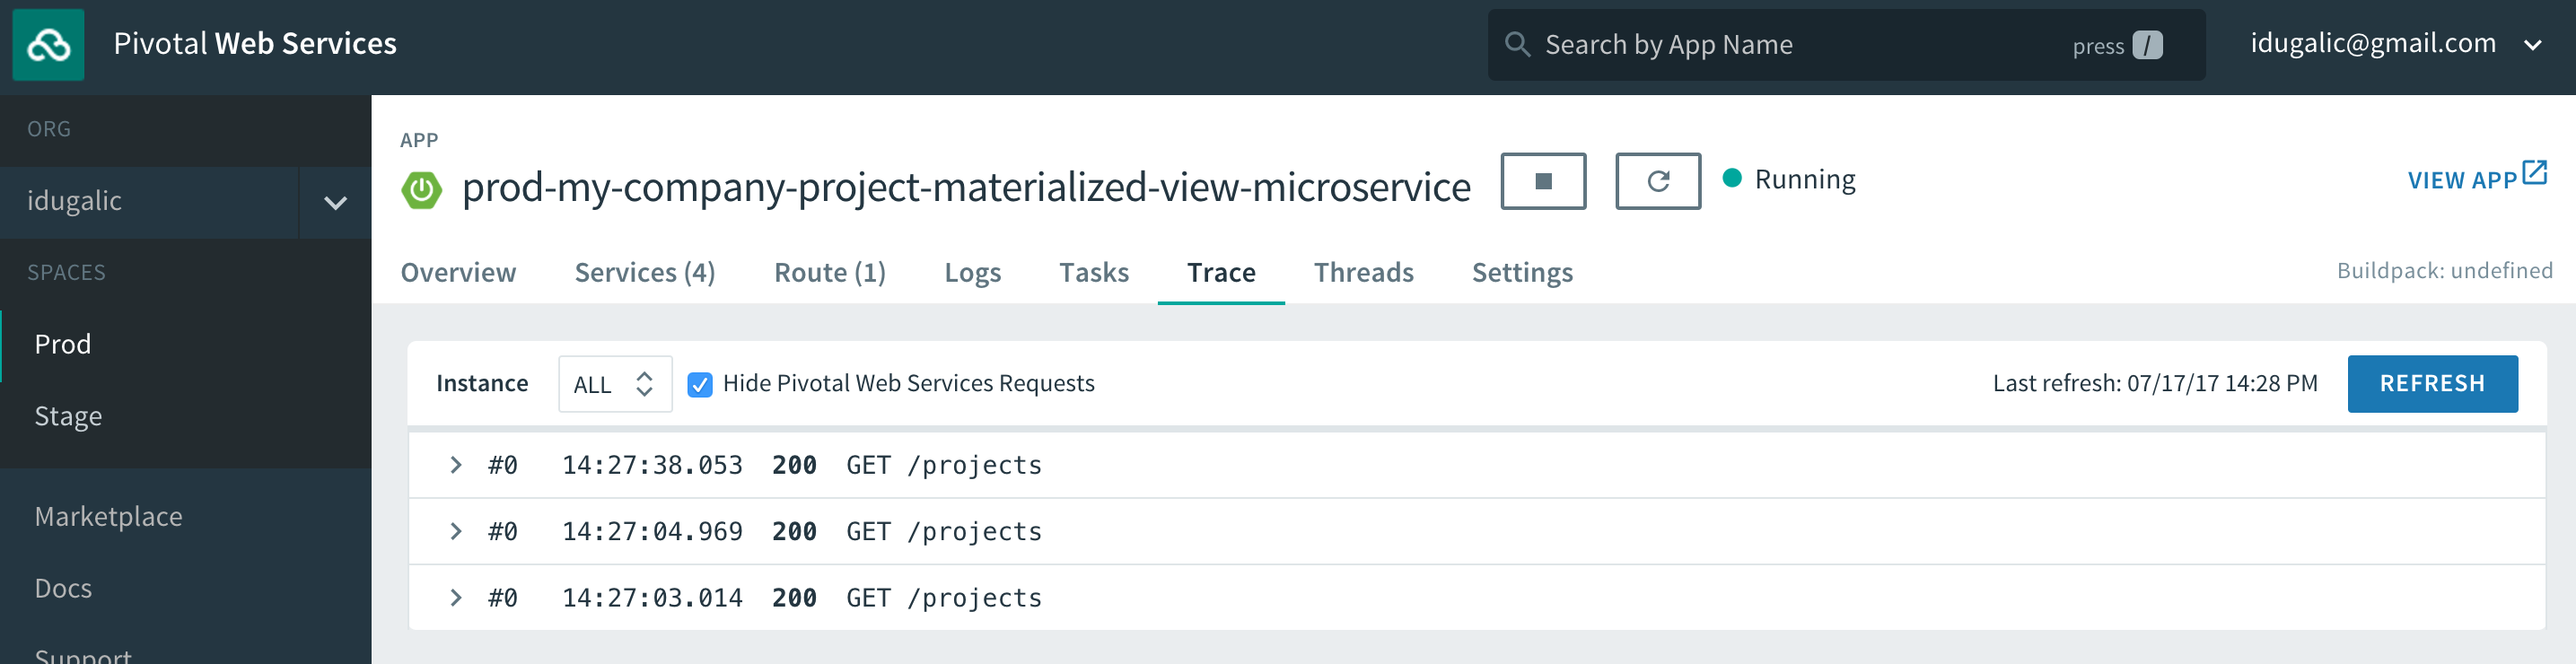 Pivotal Web Services
Search by App Name
press /
idugalic@gmail.com
ORG
idugalic
SPACES
Prod
Stage
Marketplace
Docs
Support
APP
prod-my-company-project-materialized-view-microservice
Running
VIEW APP
Overview Services (4) Route (1) Logs Tasks Trace Threads Settings
Buildpack: undefined
Instance ALL Hide Pivotal Web Services Requests
Last refresh: 07/17/17 14:28 PM
REFRESH
#0 14:27:38.053 200 GET /projects
#0 14:27:04.969 200 GET /projects
#0 14:27:03.014 200 GET /projects